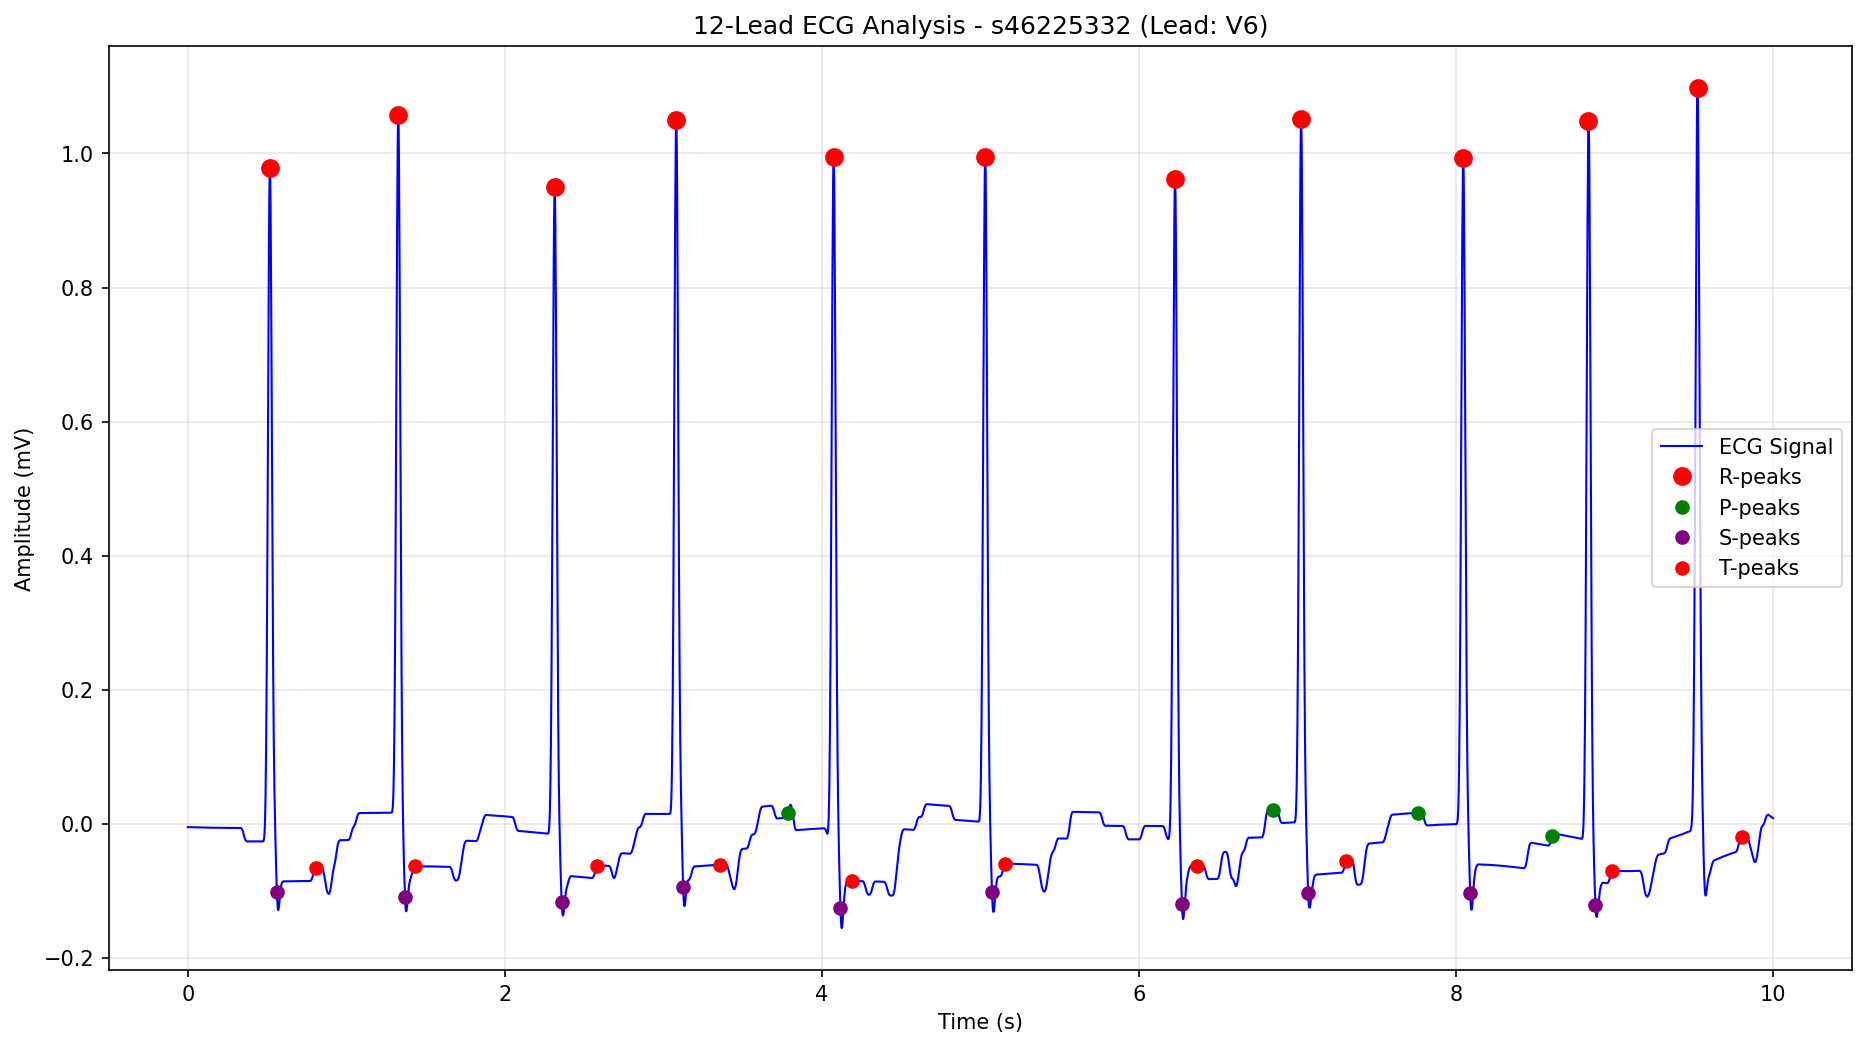 12-Lead ECG Analysis - s46225332 (Lead: V6)
Amplitude (mV)
1.0
0.8
0.6
0.4
0.2
0.0
−0.2
ECG Signal
R-peaks
P-peaks
S-peaks
T-peaks
0 2 4 6 8 10
Time (s)